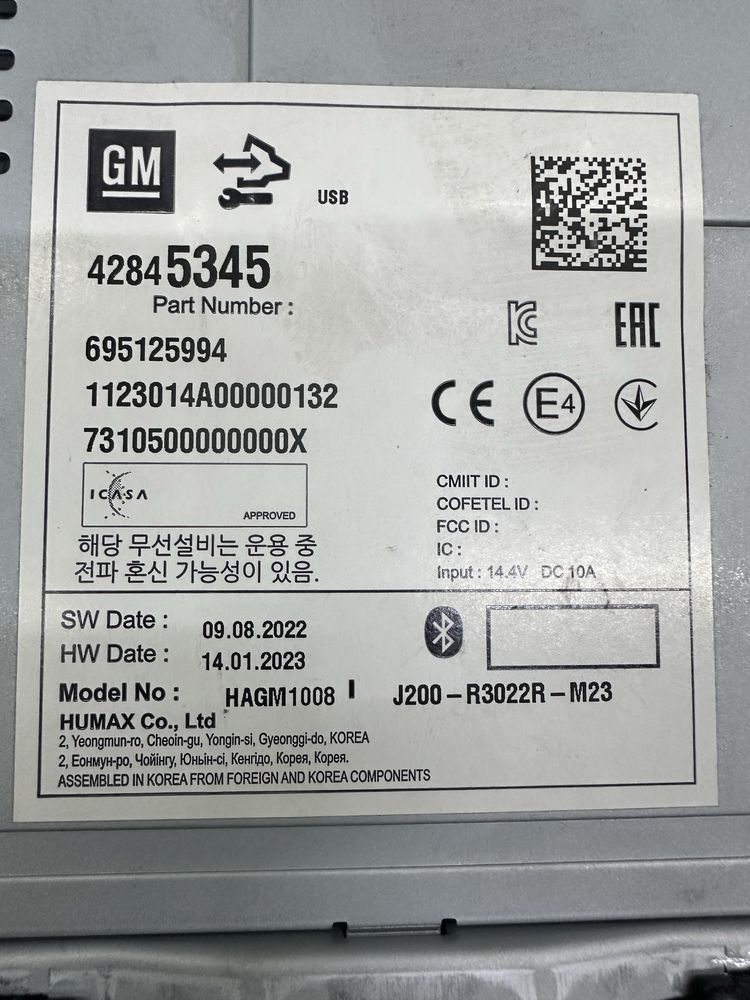 GM
USB
42845345
Part Number :
695125994
1123014A00000132
7310500000000X
EAC
CE E4
ICASA
APPROVED
CMIIT ID :
COFETEL ID :
FCC ID :
IC :
Input : 14.4V DC 10A
해당 무선설비는 운용 중
전파 혼신 가능성이 있음.
SW Date : 09.08.2022
HW Date : 14.01.2023
Model No : HAGM1008 I J200-R3022R-M23
HUMAX Co., Ltd
2, Yeongmun-ro, Cheoin-gu, Yongin-si, Gyeonggi-do, KOREA
2, Еонмун-ро, Чойінгу, Юньін-сі, Кенгідо, Корея, Корея.
ASSEMBLED IN KOREA FROM FOREIGN AND KOREA COMPONENTS